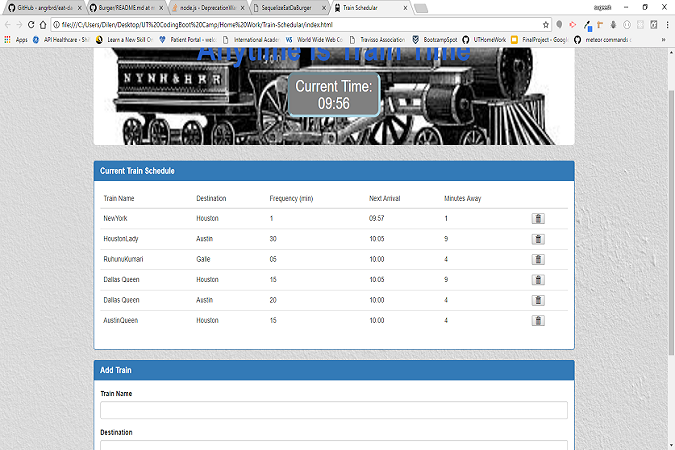 GitHub - angrbrd/eat-da
Burger/README.md at m
node.js - DeprecationWa
SequelizeEatDaBurger
Train Schedular
file:///C:/Users/Dilen/Desktop/UT%20CodingBoot%20Camp/Home%20Work/Train-Schedular/index.html
Apps
API Healthcare - Shi
Learn a New Skill On
Patient Portal - welc
International Acade
World Wide Web Co
Travisso Association
BootcampSpot
UTHomeWork
FinalProject - Goog
meteor commands
Anytime Is Train Time
NYNH&HRR
Current Time:
09:56
Current Train Schedule
Train Name Destination Frequency (min) Next Arrival Minutes Away
NewYork Houston 1 09:57 1
HoustonLady Austin 30 10:05 9
RuhunuKumari Galle 05 10:00 4
Dallas Queen Houston 15 10:05 9
Dallas Queen Austin 20 10:00 4
AustinQueen Houston 15 10:00 4
Add Train
Train Name
Destination